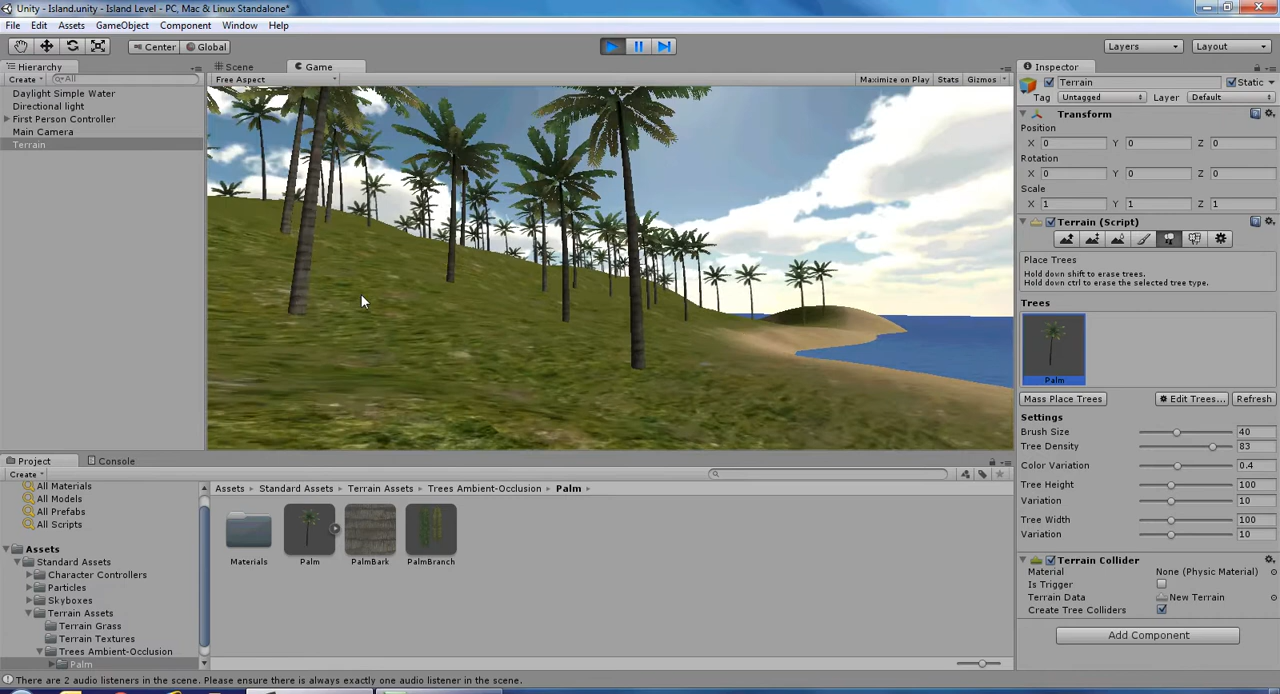 Unity - Island.unity - Island Level - PC, Mac & Linux Standalone*
File Edit Assets GameObject Component Window Help
Center Global Layers Layout
Hierarchy Scene Game Inspector
Create All Free Aspect Maximize on Play Stats Gizmos
Daylight Simple Water
Directional light
First Person Controller
Main Camera
Terrain
Terrain Static
Tag Untagged Layer Default
Transform
Position
X 0 Y 0 Z 0
Rotation
X 0 Y 0 Z 0
Scale
X 1 Y 1 Z 1
Terrain (Script)
Place Trees
Hold down shift to erase trees.
Hold down ctrl to erase the selected tree type.
Trees
Palm
Mass Place Trees Edit Trees... Refresh
Settings
Brush Size 40
Tree Density 83
Color Variation 0.4
Tree Height 100
Variation 10
Tree Width 100
Variation 10
Terrain Collider
Material None (Physic Material)
Is Trigger
Terrain Data New Terrain
Create Tree Colliders
Add Component
Project Console
Create
All Materials
All Models
All Prefabs
All Scripts
Assets
Standard Assets
Character Controllers
Particles
Skyboxes
Terrain Assets
Terrain Grass
Terrain Textures
Trees Ambient-Occlusion
Palm
Assets Standard Assets Terrain Assets Trees Ambient-Occlusion Palm
Materials Palm PalmBark PalmBranch
There are 2 audio listeners in the scene. Please ensure there is always exactly one audio listener in the scene.